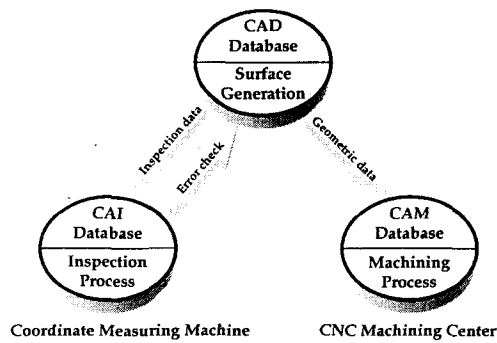 CAD
Database
Surface
Generation
Inspection data
Error check
Geometric data
CAI
Database
Inspection
Process
CAM
Database
Machining
Process
Coordinate Measuring Machine
CNC Machining Center